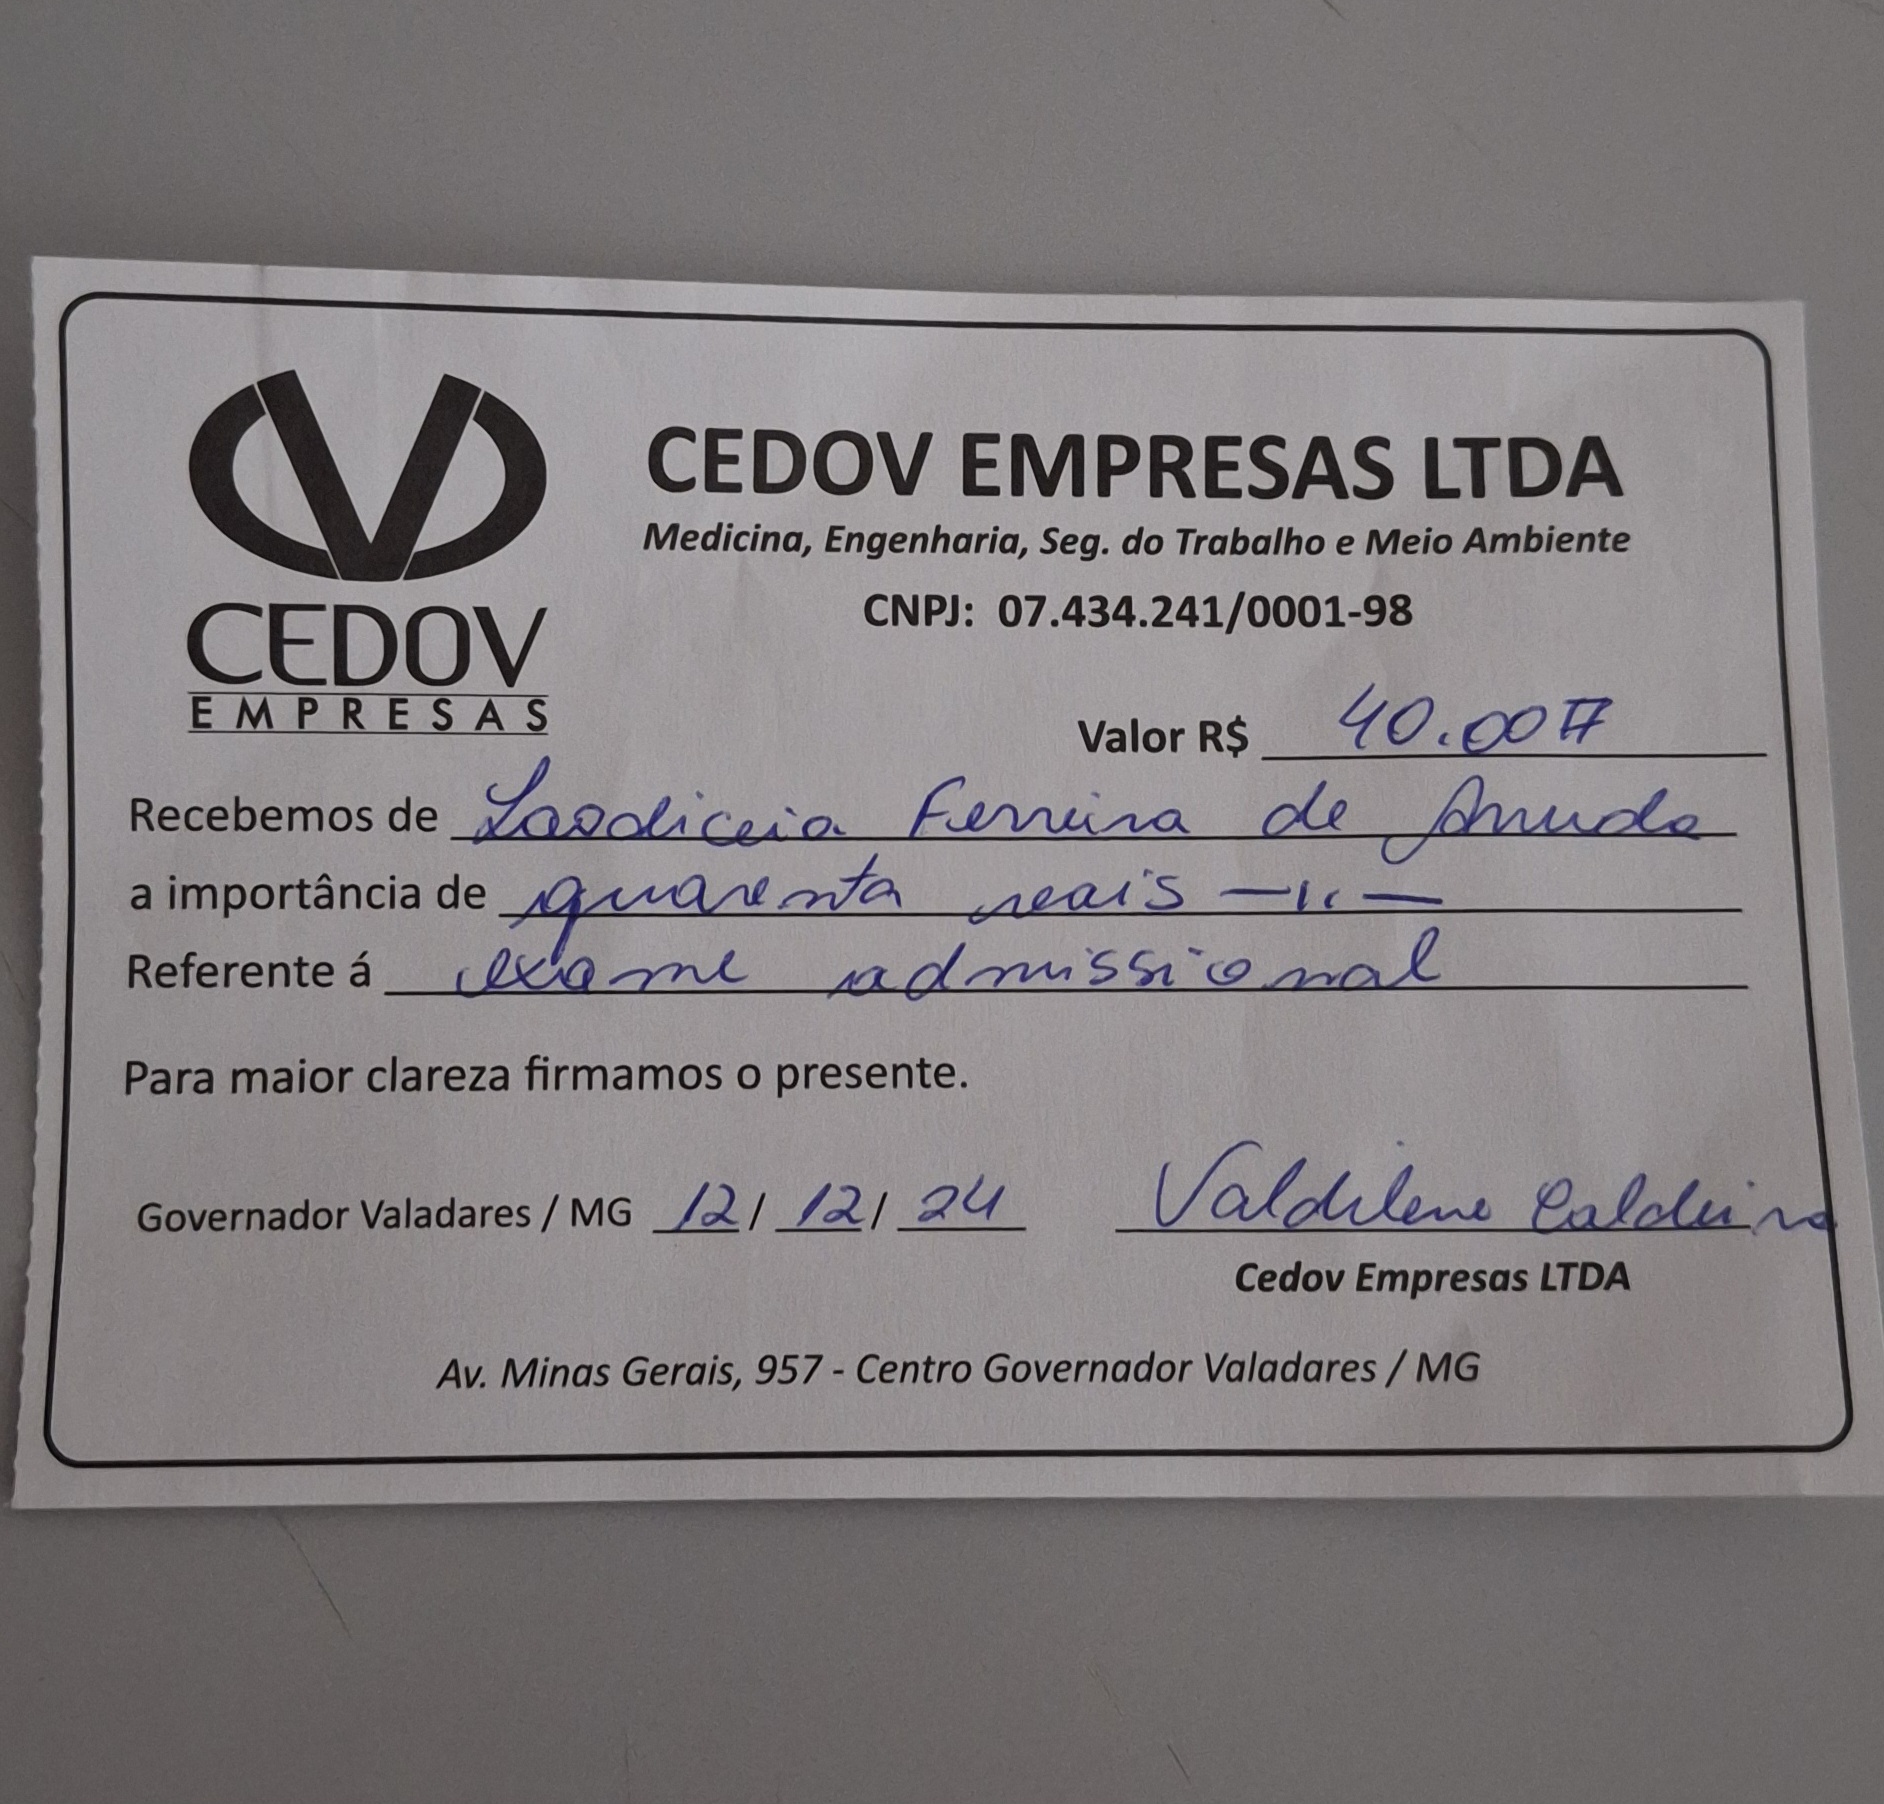 CEDOV
EMPRESAS
CEDOV EMPRESAS LTDA
Medicina, Engenharia, Seg. do Trabalho e Meio Ambiente
CNPJ: 07.434.241/0001-98
Valor R$ 40.00#
Recebemos de Laodiceia Ferreira de Arruda
a importância de quarenta reais —,,—
Referente á exame admissional
Para maior clareza firmamos o presente.
Governador Valadares / MG 12/ 12/ 24 Valdilene Caldeira
Cedov Empresas LTDA
Av. Minas Gerais, 957 - Centro Governador Valadares / MG